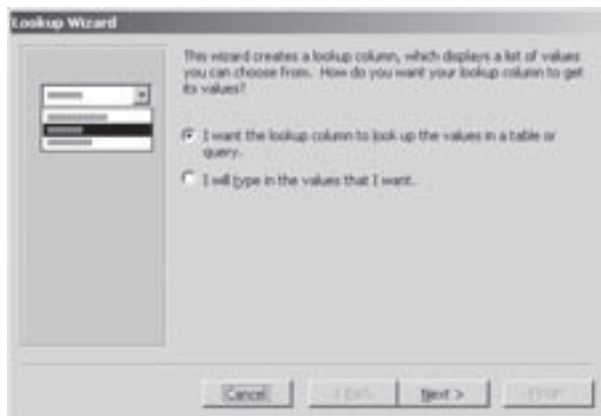 Lookup Wizard
This wizard creates a lookup column, which displays a list of values
you can choose from. How do you want your lookup column to get
its values?
I want the lookup column to look up the values in a table or
query.
I will type in the values that I want.
Cancel
< Back
Next >
Finish